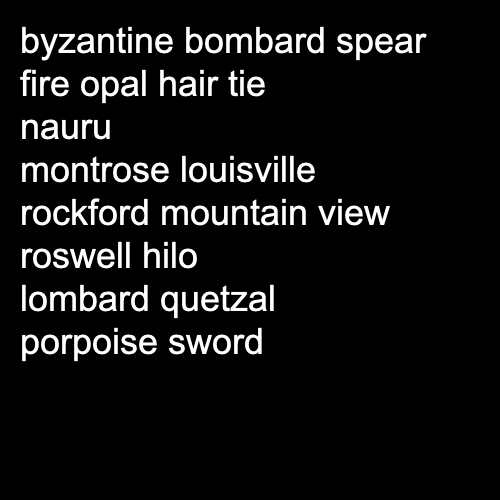 byzantine bombard spear
fire opal hair tie
nauru
montrose louisville
rockford mountain view
roswell hilo
lombard quetzal
porpoise sword